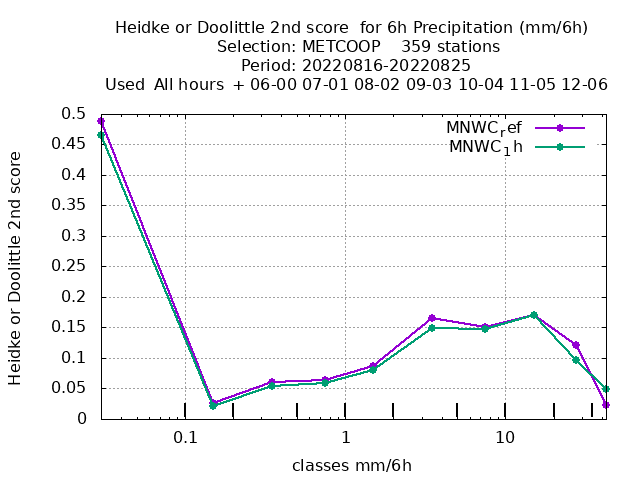 Heidke or Doolittle 2nd score  for 6h Precipitation (mm/6h)
Selection: METCOOP    359 stations
Period: 20220816-20220825
Used  All hours  + 06-00 07-01 08-02 09-03 10-04 11-05 12-06
MNWCref
MNWC1h
Heidke or Doolittle 2nd score
0.5
0.45
0.4
0.35
0.3
0.25
0.2
0.15
0.1
0.05
0
0.1 1 10
classes mm/6h